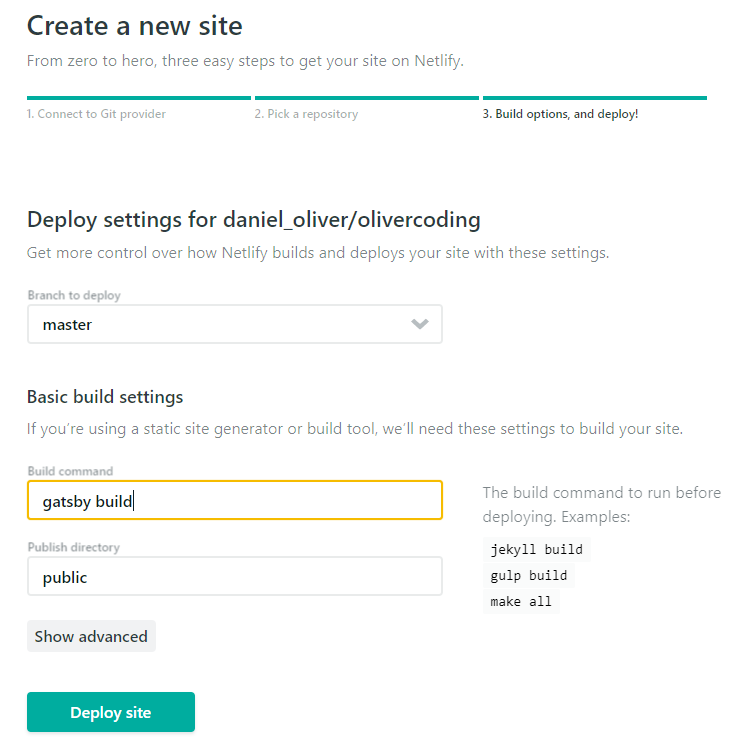 Create a new site
From zero to hero, three easy steps to get your site on Netlify.
1. Connect to Git provider
2. Pick a repository
3. Build options, and deploy!
Deploy settings for daniel_oliver/olivercoding
Get more control over how Netlify builds and deploys your site with these settings.
Branch to deploy
master
Basic build settings
If you're using a static site generator or build tool, we'll need these settings to build your site.
Build command
gatsby build
The build command to run before
deploying. Examples:
jekyll build
gulp build
make all
Publish directory
public
Show advanced
Deploy site